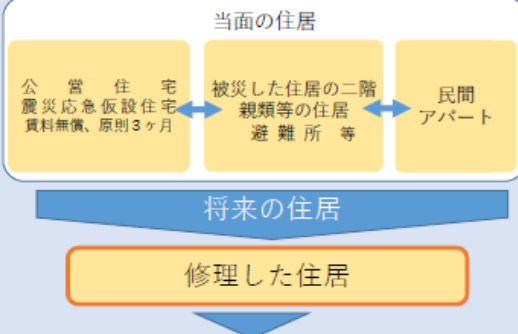 当面の住居
公営住宅
震災応急仮設住宅
賃料無償、原則3ヶ月
被災した住居の二階
親類等の住居
避難所 等
民間
アパート
将来の住居
修理した住居